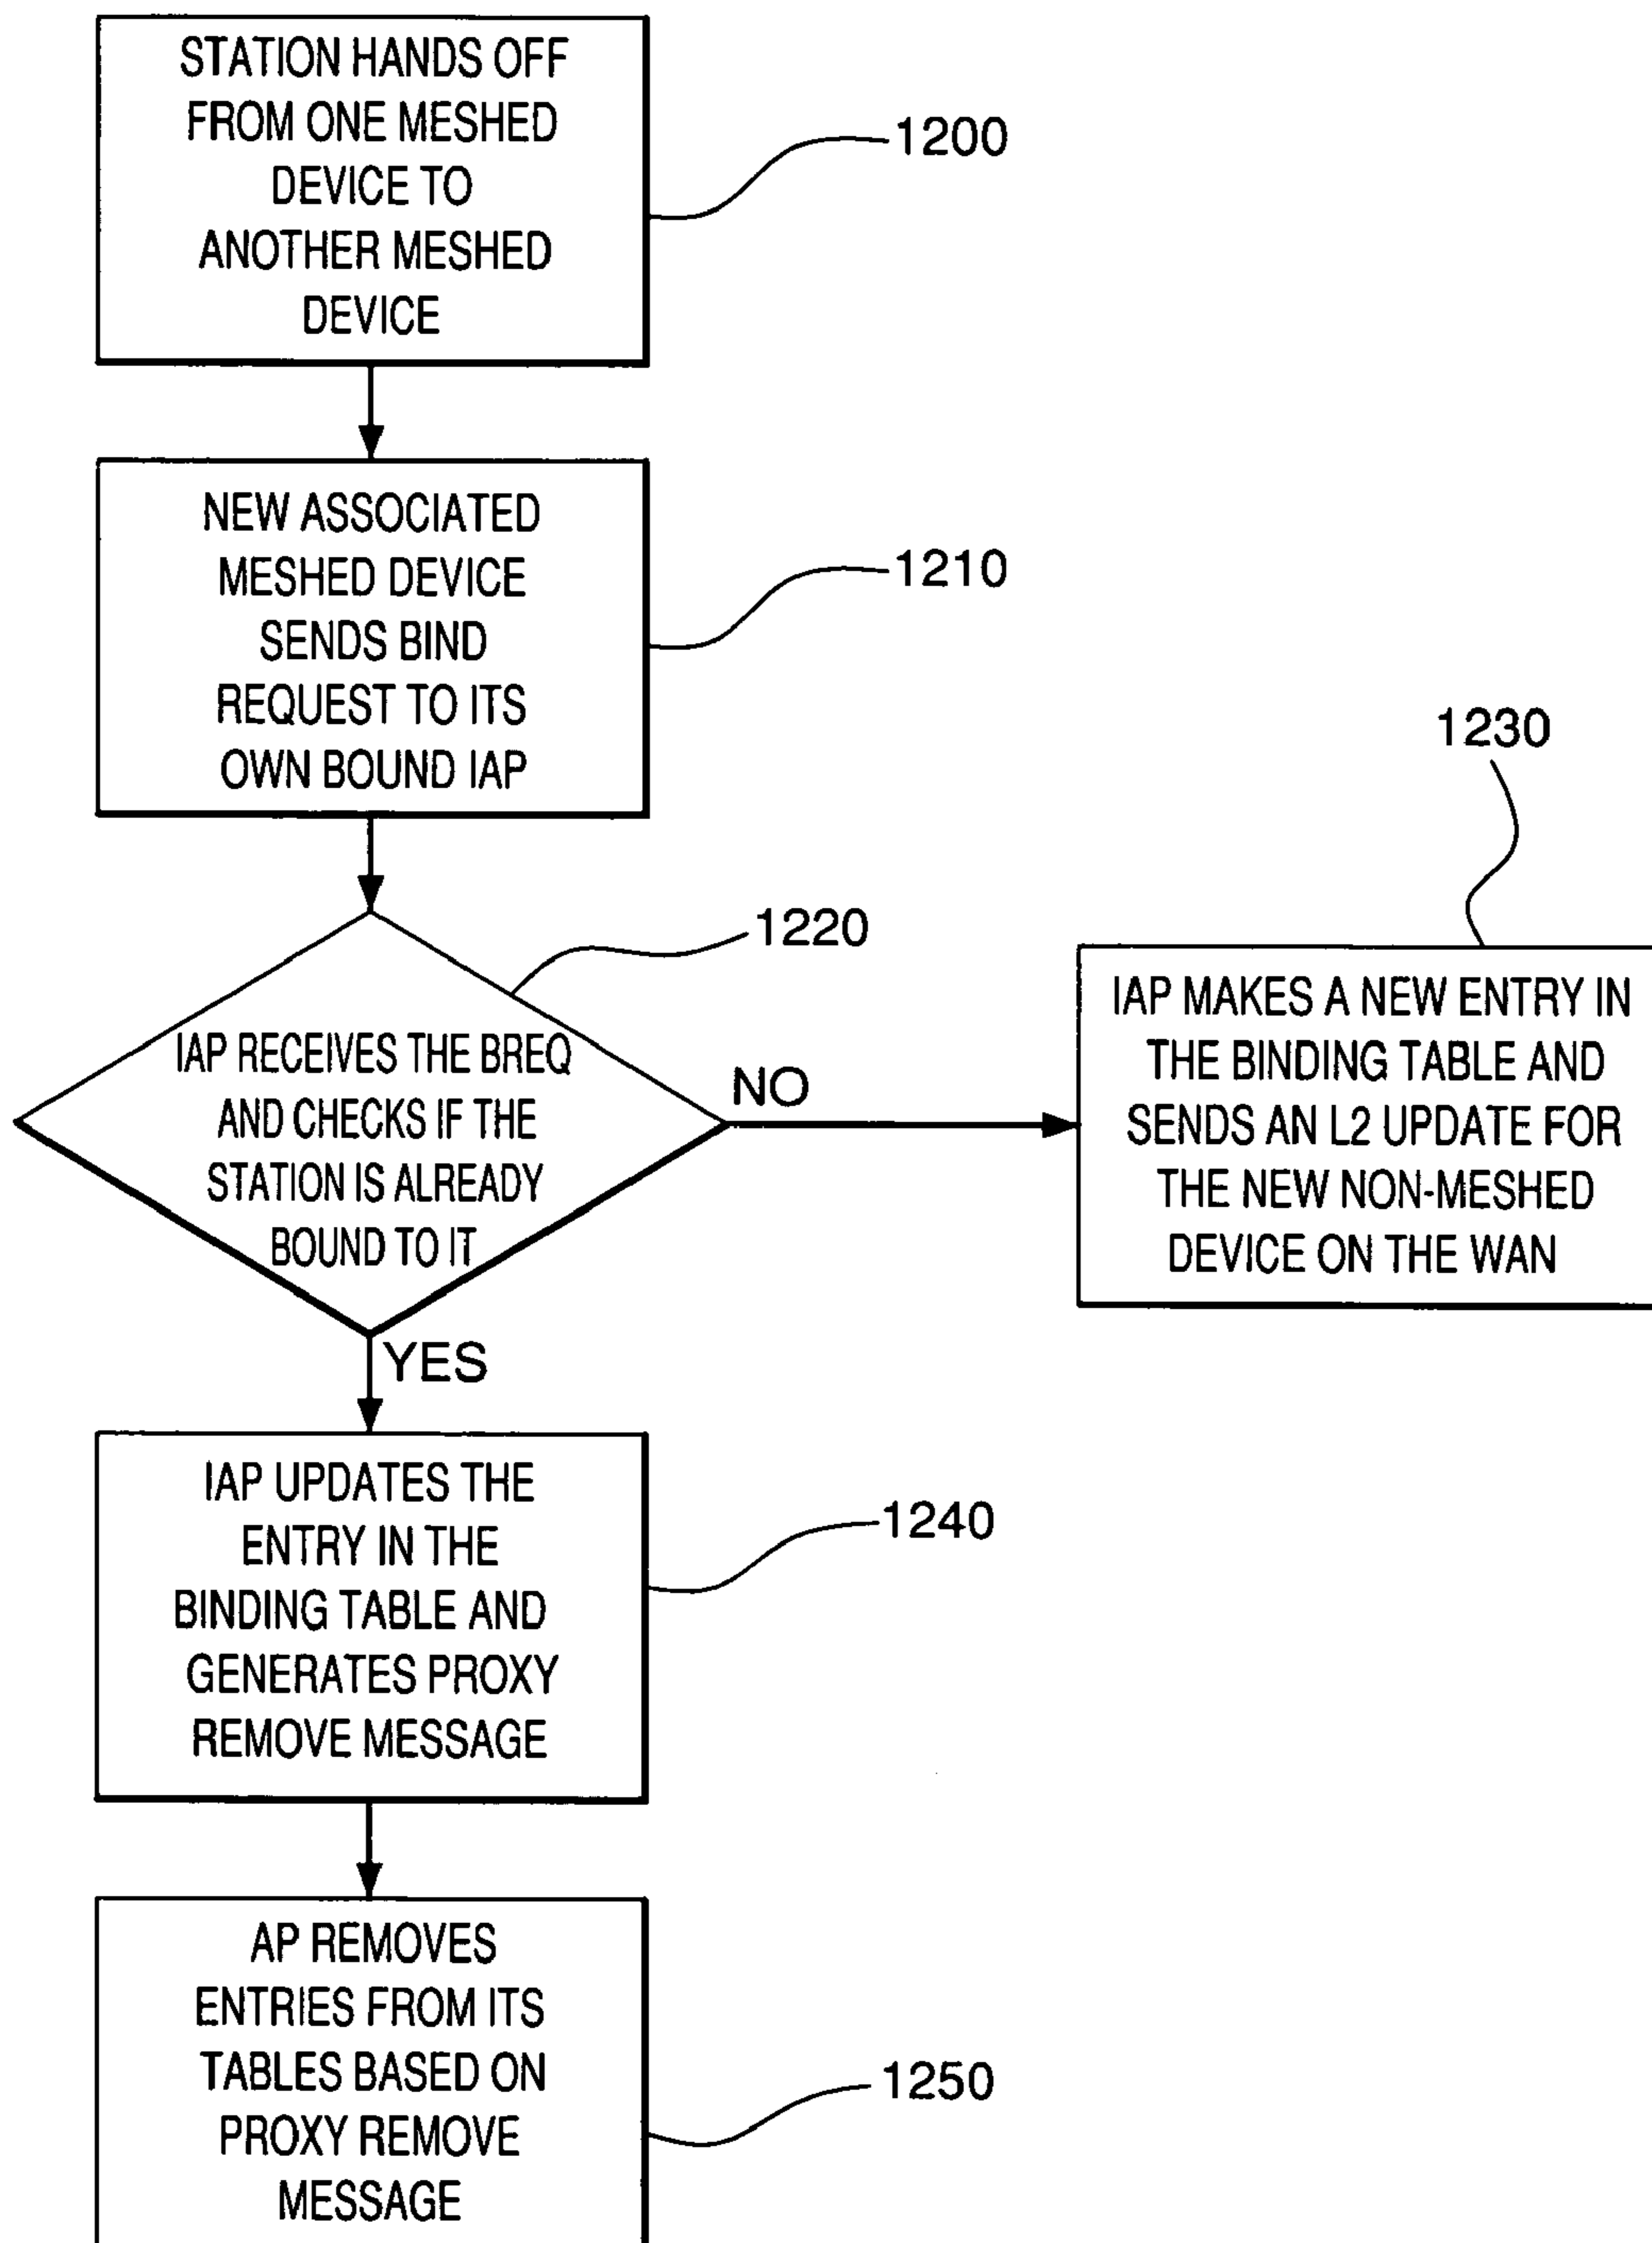 STATION HANDS OFF
FROM ONE MESHED
DEVICE TO
ANOTHER MESHED
DEVICE
1200
NEW ASSOCIATED
MESHED DEVICE
SENDS BIND
REQUEST TO ITS
OWN BOUND IAP
1210
IAP RECEIVES THE BREQ
AND CHECKS IF THE
STATION IS ALREADY
BOUND TO IT
1220
NO
1230
IAP MAKES A NEW ENTRY IN
THE BINDING TABLE AND
SENDS AN L2 UPDATE FOR
THE NEW NON-MESHED
DEVICE ON THE WAN
YES
IAP UPDATES THE
ENTRY IN THE
BINDING TABLE AND
GENERATES PROXY
REMOVE MESSAGE
1240
AP REMOVES
ENTRIES FROM ITS
TABLES BASED ON
PROXY REMOVE
MESSAGE
1250